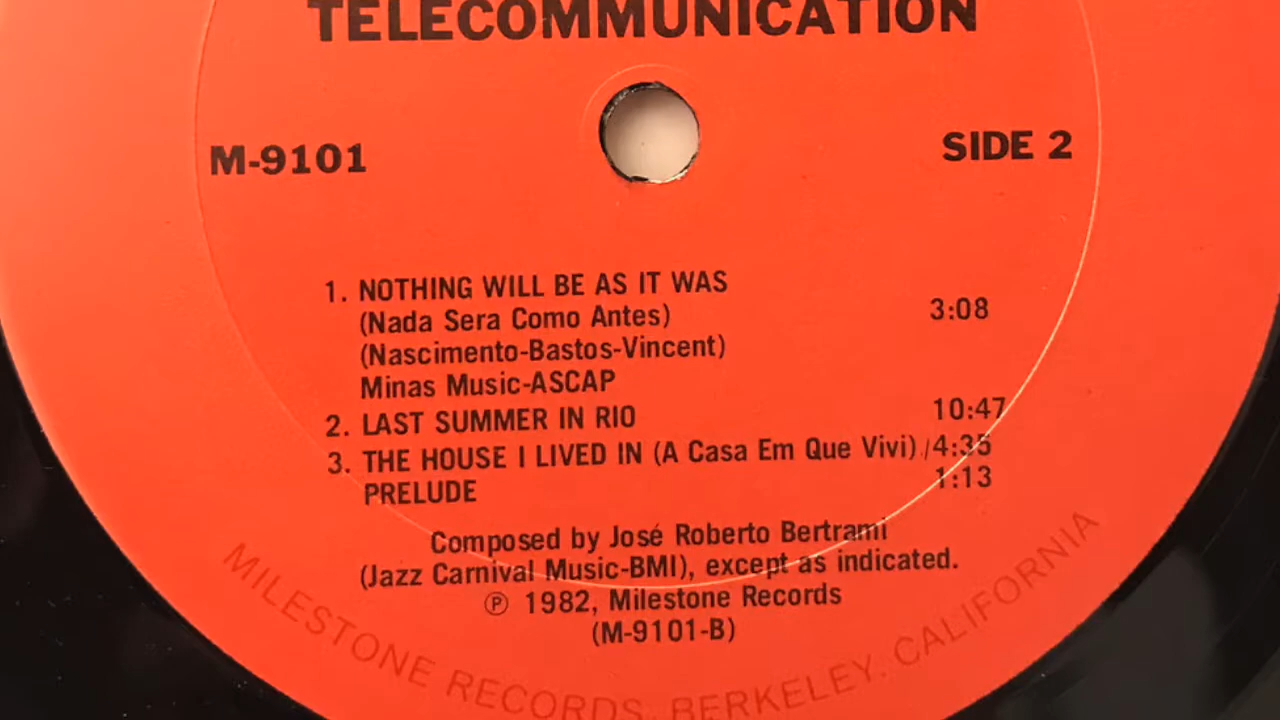 TELECOMMUNICATION
M-9101
SIDE 2
1. NOTHING WILL BE AS IT WAS
(Nada Sera Como Antes) 3:08
(Nascimento-Bastos-Vincent)
Minas Music-ASCAP
2. LAST SUMMER IN RIO 10:47
3. THE HOUSE I LIVED IN (A Casa Em Que Vivi)/4:35
PRELUDE 1:13
Composed by José Roberto Bertrami
(Jazz Carnival Music-BMI), except as indicated.
℗ 1982, Milestone Records
(M-9101-B)
MILESTONE RECORDS, BERKELEY, CALIFORNIA